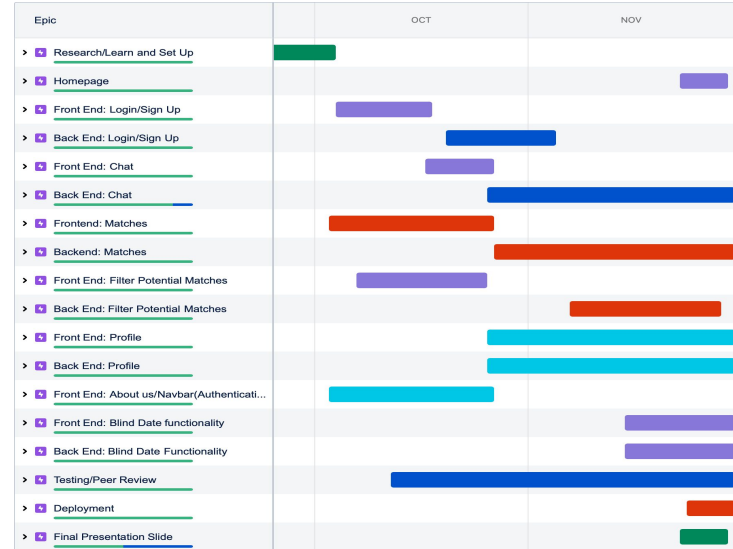 Epic OCT NOV
Research/Learn and Set Up
Homepage
Front End: Login/Sign Up
Back End: Login/Sign Up
Front End: Chat
Back End: Chat
Frontend: Matches
Backend: Matches
Front End: Filter Potential Matches
Back End: Filter Potential Matches
Front End: Profile
Back End: Profile
Front End: About us/Navbar(Authenticati...
Front End: Blind Date functionality
Back End: Blind Date Functionality
Testing/Peer Review
Deployment
Final Presentation Slide